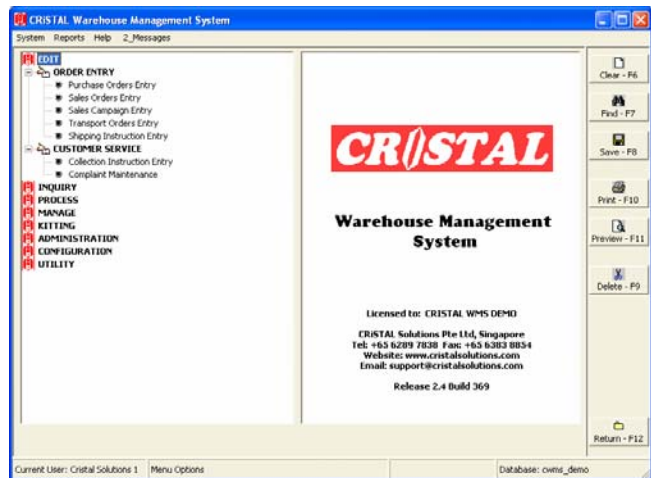 CRiSTAL Warehouse Management System
System Reports Help 2_Messages
EDIT
ORDER ENTRY
Purchase Orders Entry
Sales Orders Entry
Sales Campaign Entry
Transport Orders Entry
Shipping Instruction Entry
CUSTOMER SERVICE
Collection Instruction Entry
Complaint Maintenance
INQUIRY
PROCESS
MANAGE
KITTING
ADMINISTRATION
CONFIGURATION
UTILITY
CRiSTAL
Warehouse Management
System
Licensed to: CRISTAL WMS DEMO
CRiSTAL Solutions Pte Ltd, Singapore
Tel: +65 6289 7838 Fax: +65 6383 8854
Website: www.cristalsolutions.com
Email: support@cristalsolutions.com
Release 2.4 Build 369
Clear - F6
Find - F7
Save - F8
Print - F10
Preview - F11
Delete - F9
Return - F12
Current User: Cristal Solutions 1 Menu Options Database: cwms_demo